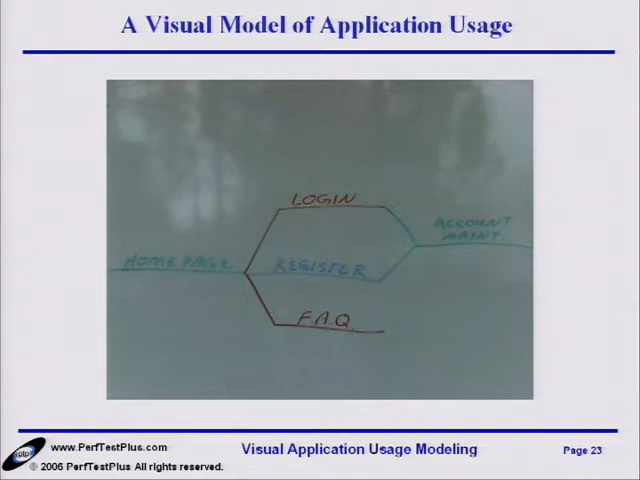 A Visual Model of Application Usage
LOGIN
ACCOUNT
MAINT.
HOME PAGE
REGISTER
F.A.Q.
www.PerfTestPlus.com
© 2006 PerfTestPlus All rights reserved.
Visual Application Usage Modeling
Page 23